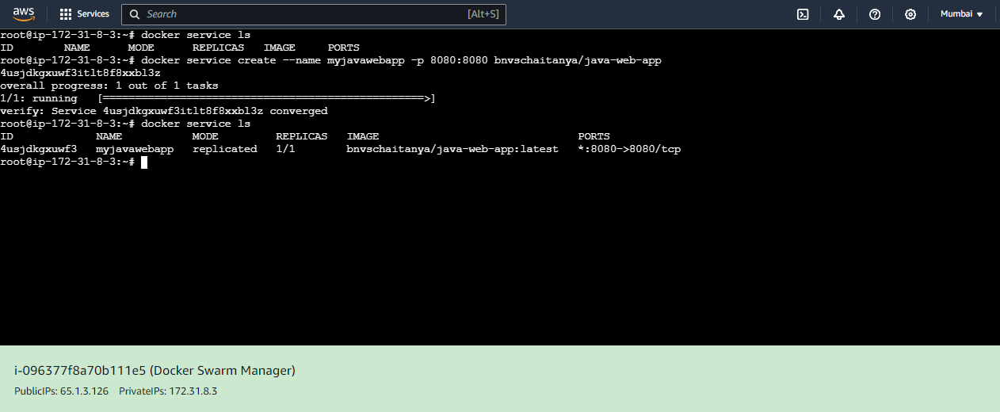 aws Services Search [Alt+S] Mumbai
root@ip-172-31-8-3:~# docker service ls
ID NAME MODE REPLICAS IMAGE PORTS
root@ip-172-31-8-3:~# docker service create --name myjavawebapp -p 8080:8080 bnvschaitanya/java-web-app
4usjdkgxuwf3itlt8f8xxbl3z
overall progress: 1 out of 1 tasks
1/1: running [==================================================>]
verify: Service 4usjdkgxuwf3itlt8f8xxbl3z converged
root@ip-172-31-8-3:~# docker service ls
ID NAME MODE REPLICAS IMAGE PORTS
4usjdkgxuwf3 myjavawebapp replicated 1/1 bnvschaitanya/java-web-app:latest *:8080->8080/tcp
root@ip-172-31-8-3:~#
i-096377f8a70b111e5 (Docker Swarm Manager)
PublicIPs: 65.1.3.126 PrivateIPs: 172.31.8.3